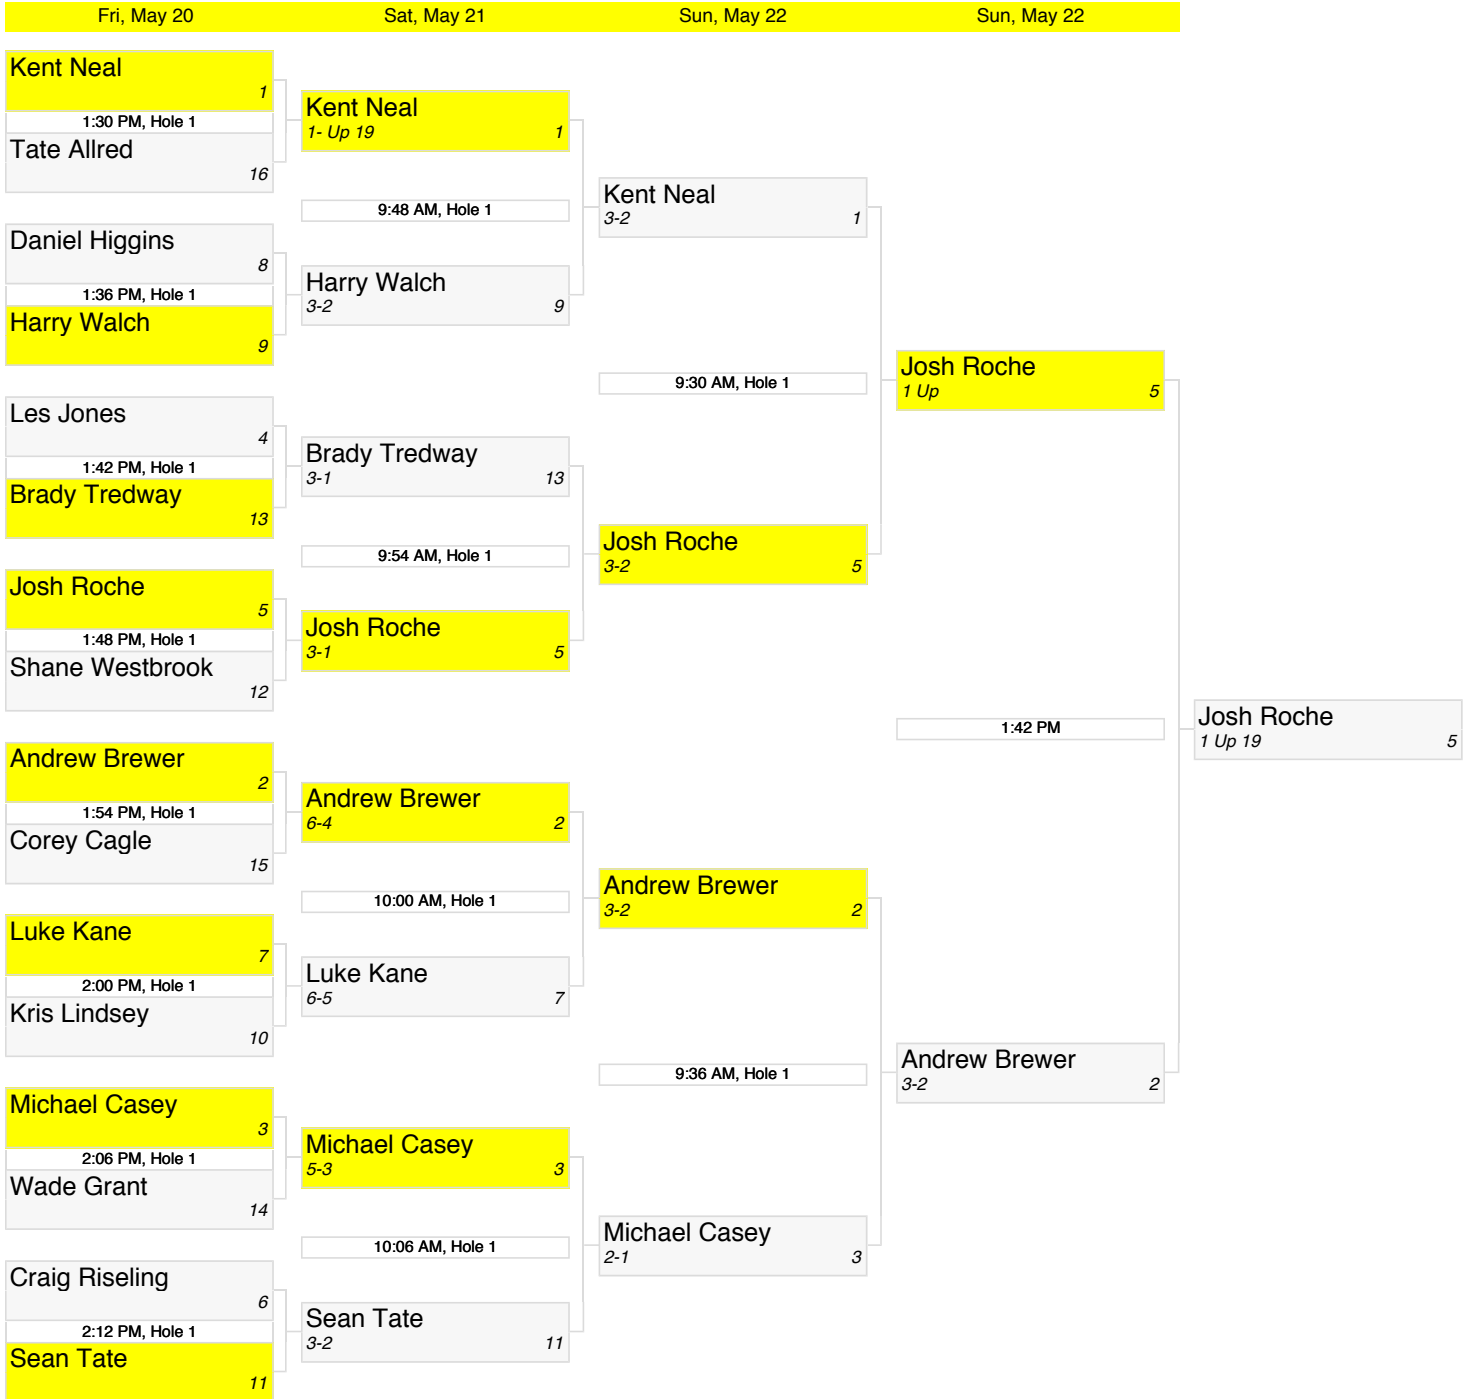 Fri, May 20
Sat, May 21
Sun, May 22
Sun, May 22
Kent Neal
1
1:30 PM, Hole 1
Tate Allred
16
Daniel Higgins
8
1:36 PM, Hole 1
Harry Walch
9
Les Jones
4
1:42 PM, Hole 1
Brady Tredway
13
Josh Roche
5
1:48 PM, Hole 1
Shane Westbrook
12
Andrew Brewer
2
1:54 PM, Hole 1
Corey Cagle
15
Luke Kane
7
2:00 PM, Hole 1
Kris Lindsey
10
Michael Casey
3
2:06 PM, Hole 1
Wade Grant
14
Craig Riseling
6
2:12 PM, Hole 1
Sean Tate
11
Kent Neal
1- Up 19 1
9:48 AM, Hole 1
Harry Walch
3-2 9
Brady Tredway
3-1 13
9:54 AM, Hole 1
Josh Roche
3-1 5
Andrew Brewer
6-4 2
10:00 AM, Hole 1
Luke Kane
6-5 7
Michael Casey
5-3 3
10:06 AM, Hole 1
Sean Tate
3-2 11
Kent Neal
3-2 1
9:30 AM, Hole 1
Josh Roche
3-2 5
Andrew Brewer
3-2 2
9:36 AM, Hole 1
Michael Casey
2-1 3
Josh Roche
1 Up 5
1:42 PM
Andrew Brewer
3-2 2
Josh Roche
1 Up 19 5